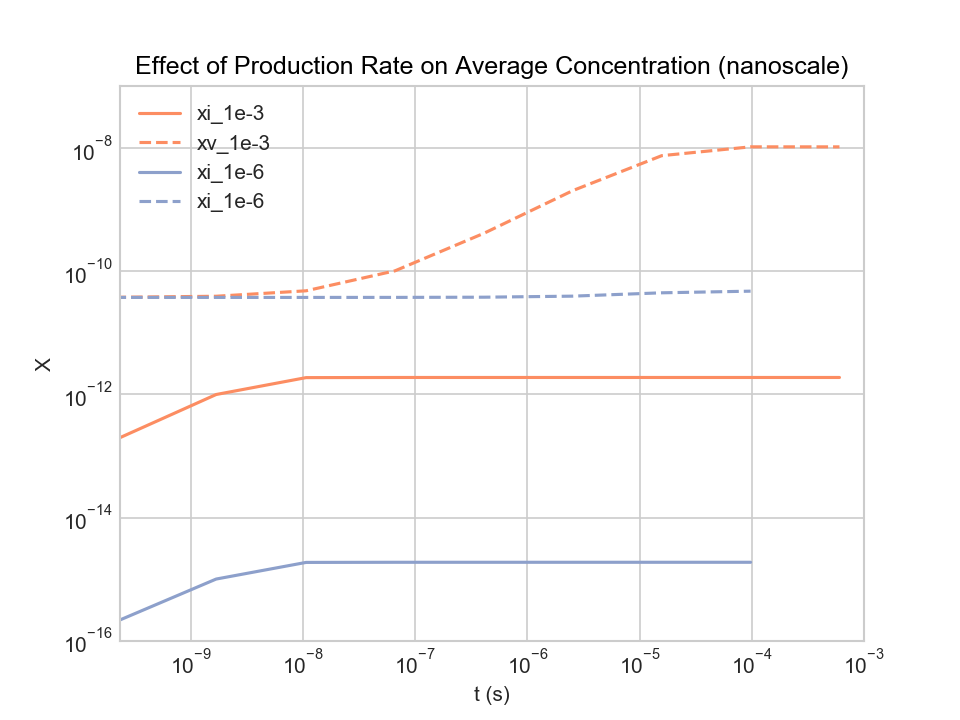 Effect of Production Rate on Average Concentration (nanoscale)
xi_1e-3
xv_1e-3
xi_1e-6
xi_1e-6
10⁻⁸
10⁻¹⁰
10⁻¹²
10⁻¹⁴
10⁻¹⁶
X
10⁻⁹ 10⁻⁸ 10⁻⁷ 10⁻⁶ 10⁻⁵ 10⁻⁴ 10⁻³
t (s)